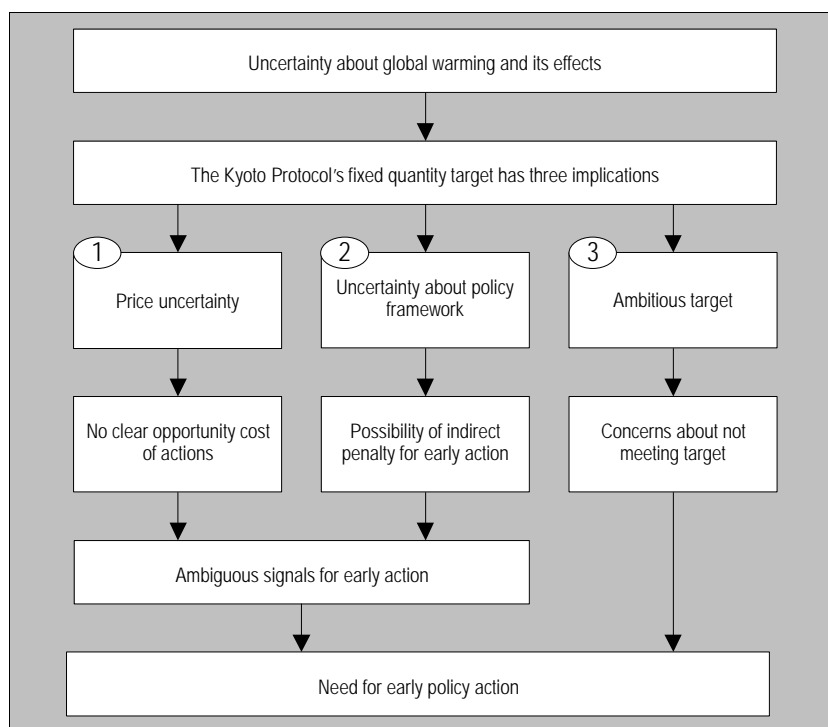 Uncertainty about global warming and its effects
The Kyoto Protocol's fixed quantity target has three implications
1
2
3
Price uncertainty
Uncertainty about policy
framework
Ambitious target
No clear opportunity cost
of actions
Possibility of indirect
penalty for early action
Concerns about not
meeting target
Ambiguous signals for early action
Need for early policy action